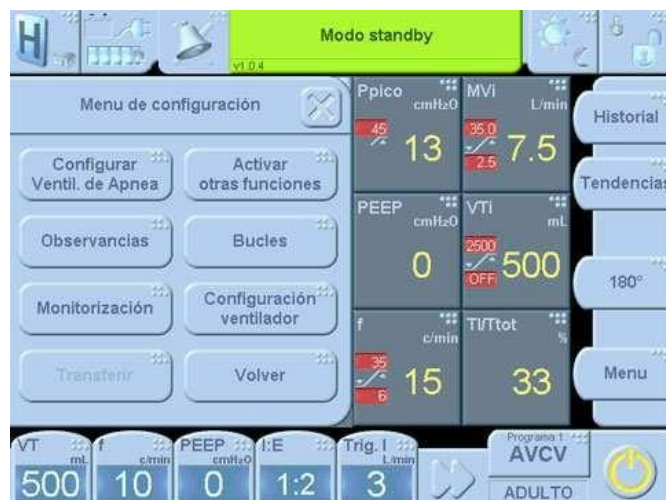 H
Modo standby
v1.0.4
Menu de configuración
Configurar
Ventil. de Apnea
Activar
otras funciones
Observancias
Bucles
Monitorización
Configuración
ventilador
Transferir
Volver
Ppico
cmH2O
45
13
MVi
L/min
35.0
2.5
7.5
PEEP
cmH2O
0
VTi
mL
2500
OFF
500
f
c/min
35
6
15
TI/Ttot
%
33
Historial
Tendencias
180°
Menu
VT
mL
500
f
c/min
10
PEEP
cmH2O
0
I:E
1:2
Trig. I
L/min
3
Programa 1
AVCV
ADULTO